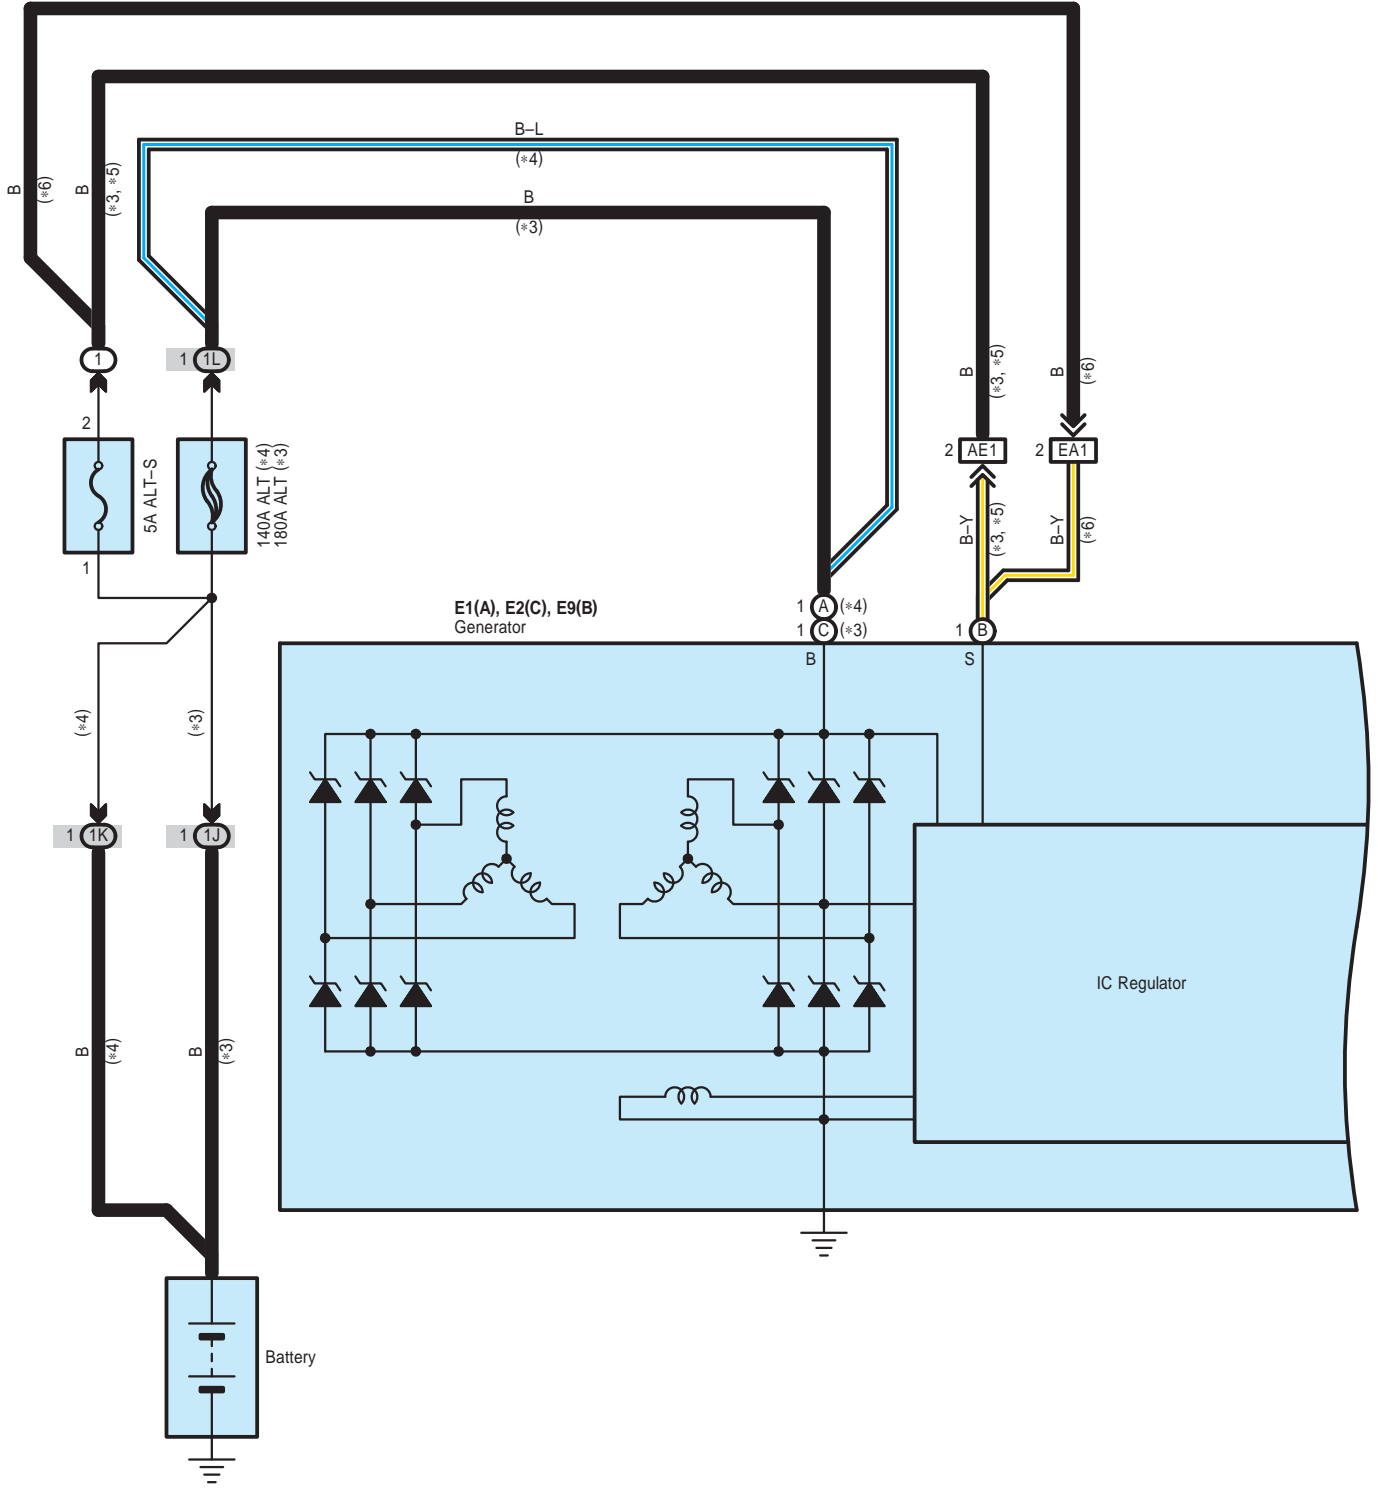 B–L
(*4)
B
(*3)
B
(*6)
B
(*3, *5)
1
1 1L
B
(*3, *5)
B
(*6)
2
5A ALT–S
140A ALT (*4)
180A ALT (*3)
1
2 AE1
2 EA1
B–Y
(*3, *5)
B–Y
(*6)
E1(A), E2(C), E9(B)
Generator
1 A (*4)
1 C (*3)
1 B
B
S
(*4)
(*3)
1 1K
1 1J
IC Regulator
B
(*4)
B
(*3)
Battery